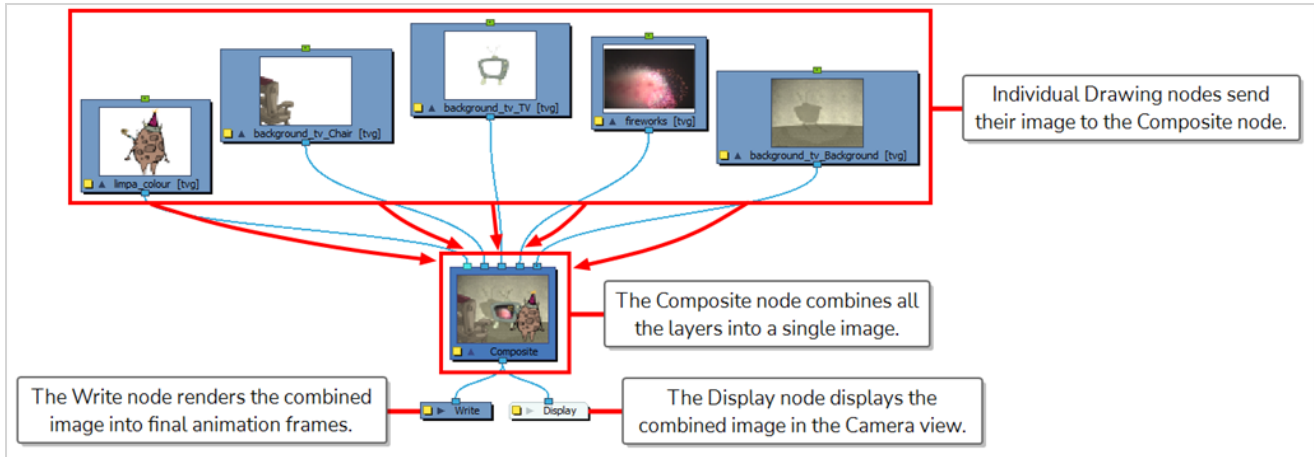 background_tv_TV [tvg]
background_tv_Chair [tvg]
fireworks [tvg]
background_tv_Background [tvg]
limpa_colour [tvg]
Individual Drawing nodes send
their image to the Composite node.
The Composite node combines all
the layers into a single image.
Composite
The Write node renders the combined
image into final animation frames.
Write
Display
The Display node displays the
combined image in the Camera view.